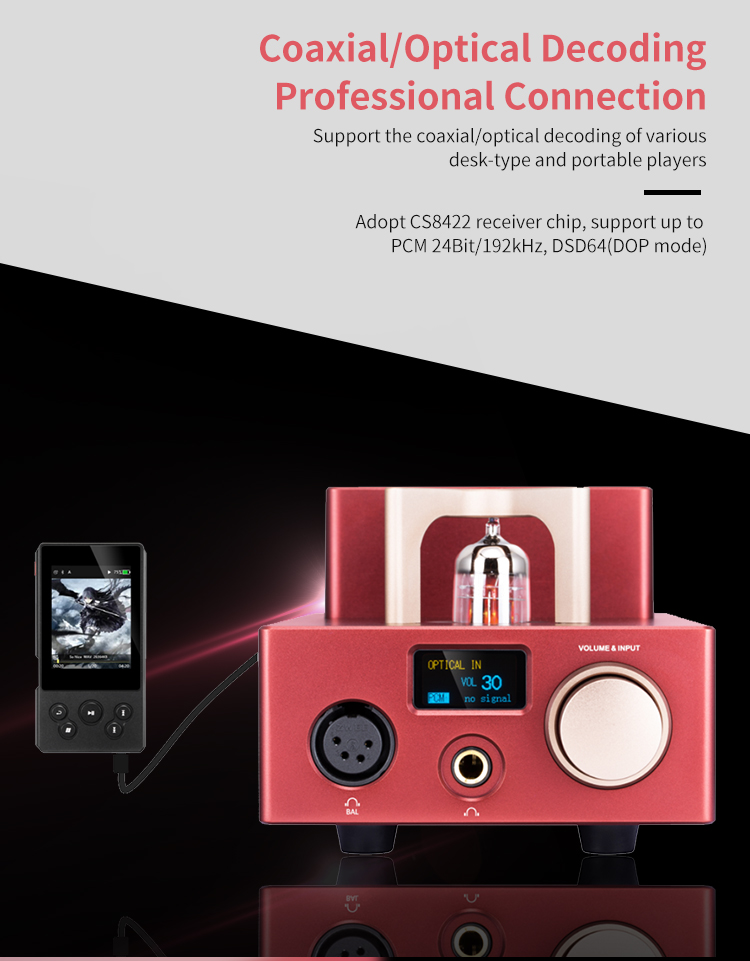 Coaxial/Optical Decoding
Professional Connection
Support the coaxial/optical decoding of various
desk-type and portable players
Adopt CS8422 receiver chip, support up to
PCM 24Bit/192kHz, DSD64(DOP mode)
VOLUME & INPUT
OPTICAL IN
VOL 30
PCM no signal
BAL